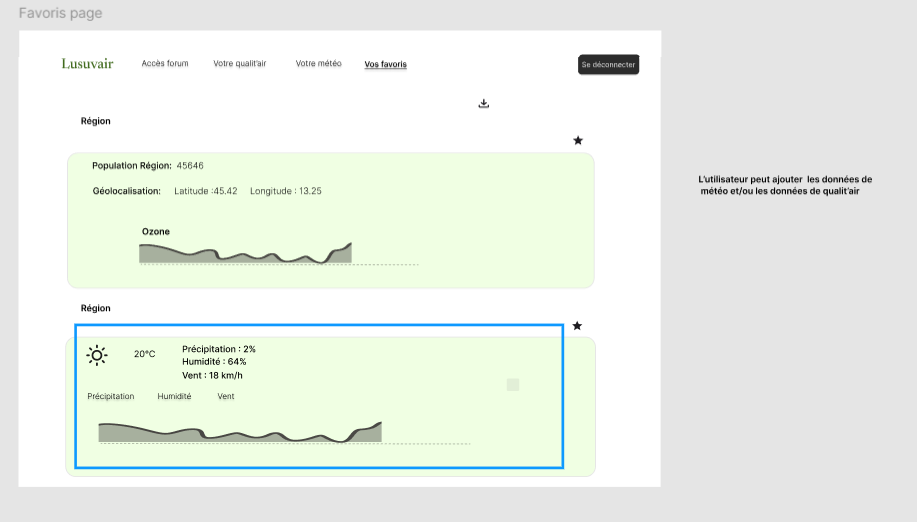 Favoris page
Lusuvair
Accès forum
Votre qualit'air
Votre météo
Vos favoris
Se déconnecter
Région
Population Région: 45646
Géolocalisation: Latitude :45.42 Longitude : 13.25
Ozone
L'utilisateur peut ajouter les données de
météo et/ou les données de qualit'air
Région
20°C
Précipitation : 2%
Humidité : 64%
Vent : 18 km/h
Précipitation Humidité Vent